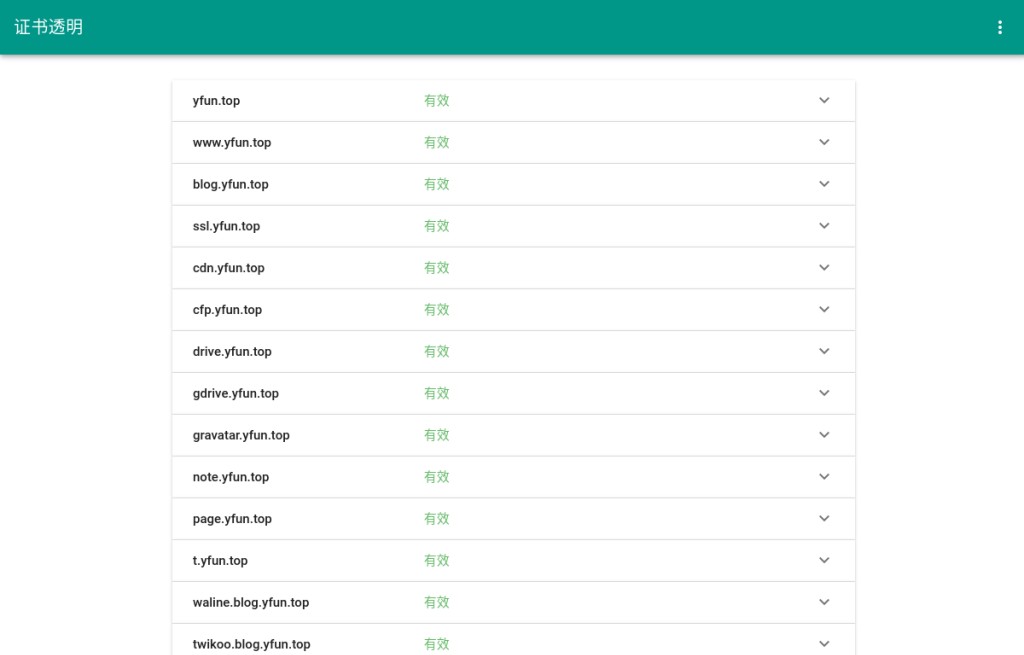 证书透明
yfun.top 有效
www.yfun.top 有效
blog.yfun.top 有效
ssl.yfun.top 有效
cdn.yfun.top 有效
cfp.yfun.top 有效
drive.yfun.top 有效
gdrive.yfun.top 有效
gravatar.yfun.top 有效
note.yfun.top 有效
page.yfun.top 有效
t.yfun.top 有效
waline.blog.yfun.top 有效
twikoo.blog.yfun.top 有效